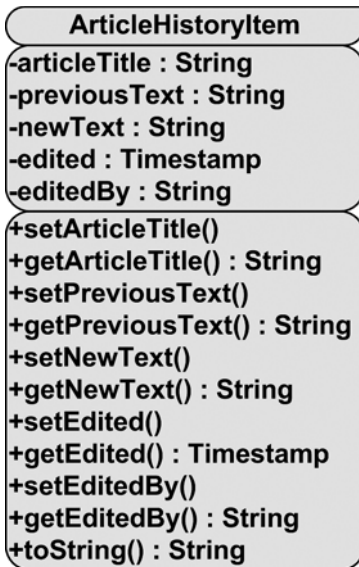 ArticleHistoryItem
-articleTitle : String
-previousText : String
-newText : String
-edited : Timestamp
-editedBy : String
+setArticleTitle()
+getArticleTitle() : String
+setPreviousText()
+getPreviousText() : String
+setNewText()
+getNewText() : String
+setEdited()
+getEdited() : Timestamp
+setEditedBy()
+getEditedBy() : String
+toString() : String